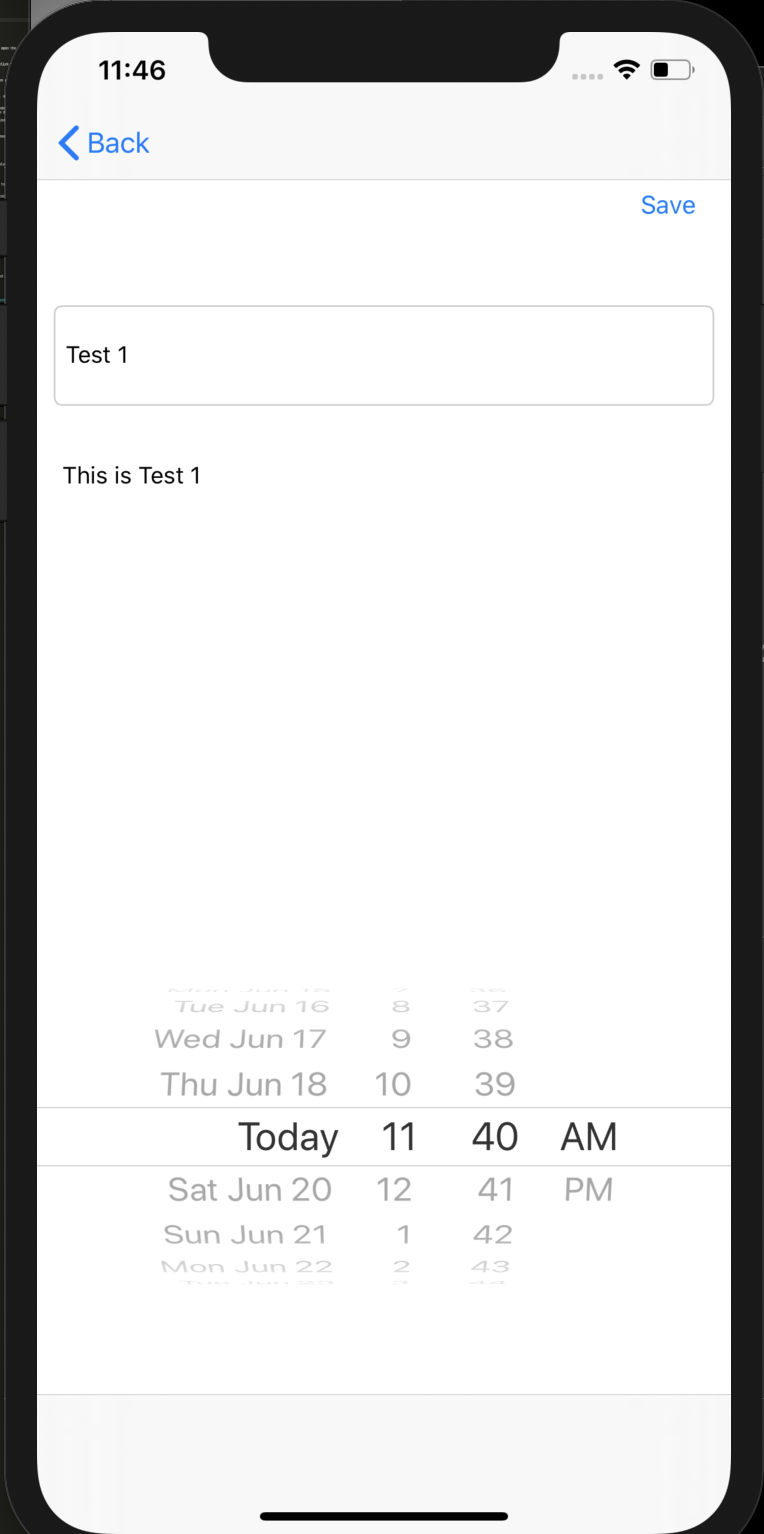 11:46
Back
Save
Test 1
This is Test 1
Tue Jun 16 8 37
Wed Jun 17 9 38
Thu Jun 18 10 39
Today 11 40 AM
Sat Jun 20 12 41 PM
Sun Jun 21 1 42
Mon Jun 22 2 43